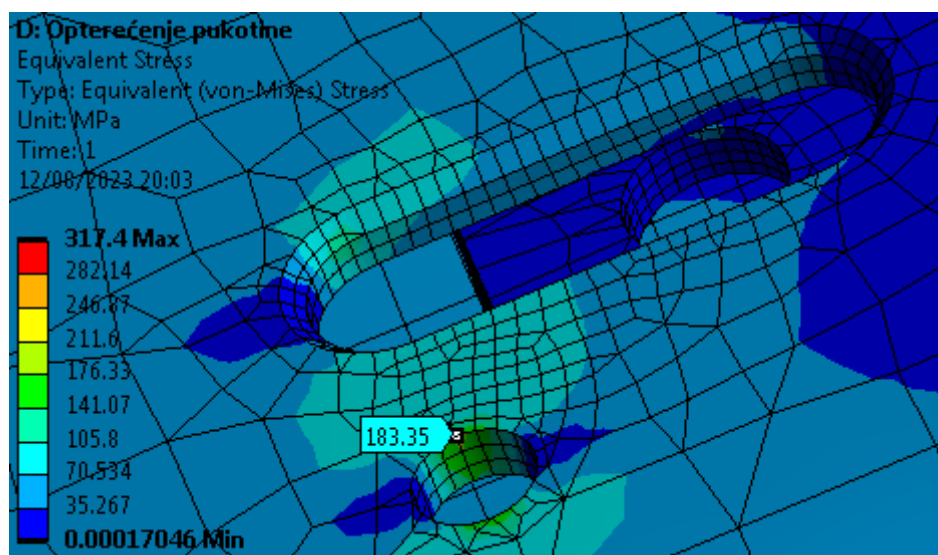 D: Opterećenje pukotine
Equivalent Stress
Type: Equivalent (von-Mises) Stress
Unit: MPa
Time: 1
12/08/2023 20:03
317.4 Max
282.14
246.87
211.6
176.33
141.07
105.8
70.534
35.267
0.00017046 Min
183.35